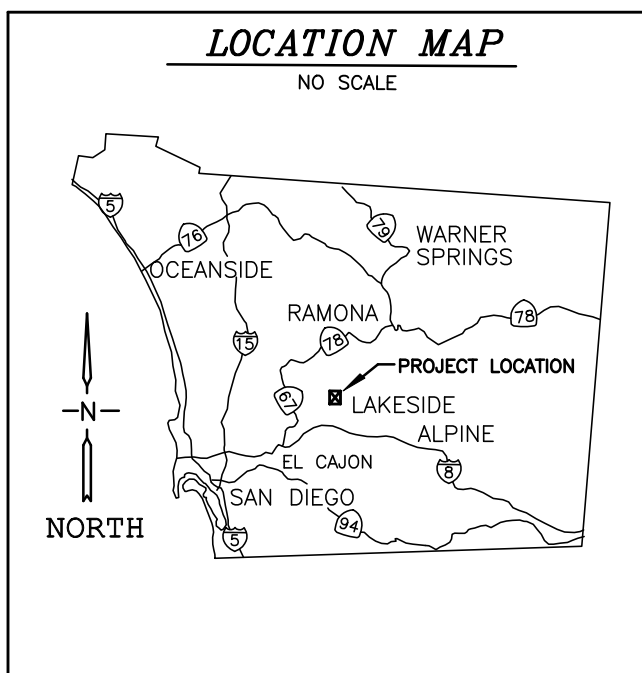 LOCATION MAP
NO SCALE
5
76
OCEANSIDE
79
WARNER
SPRINGS
RAMONA
78
78
15
PROJECT LOCATION
67
LAKESIDE
ALPINE
N
EL CAJON
8
SAN DIEGO
NORTH
94
5